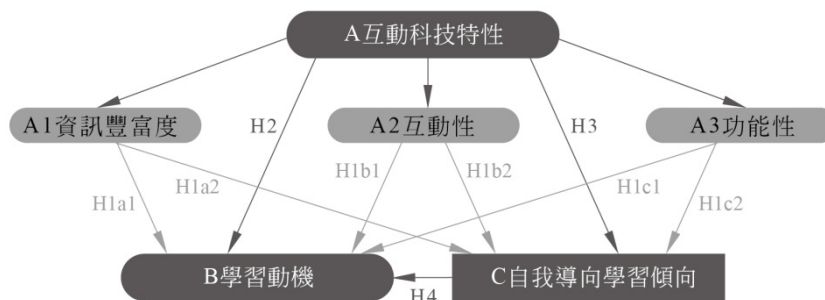 A互動科技特性
A1資訊豐富度
H2
A2互動性
H3
A3功能性
H1a1
H1a2
H1b1
H1b2
H1c1
H1c2
B學習動機
H4
C自我導向學習傾向